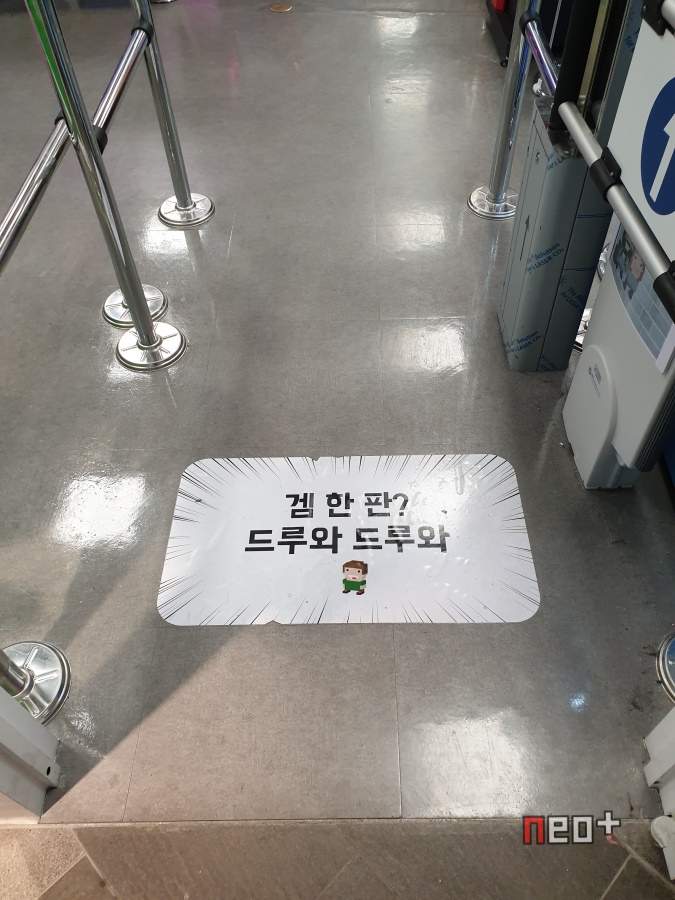 겜 한 판?
드루와 드루와
neo+